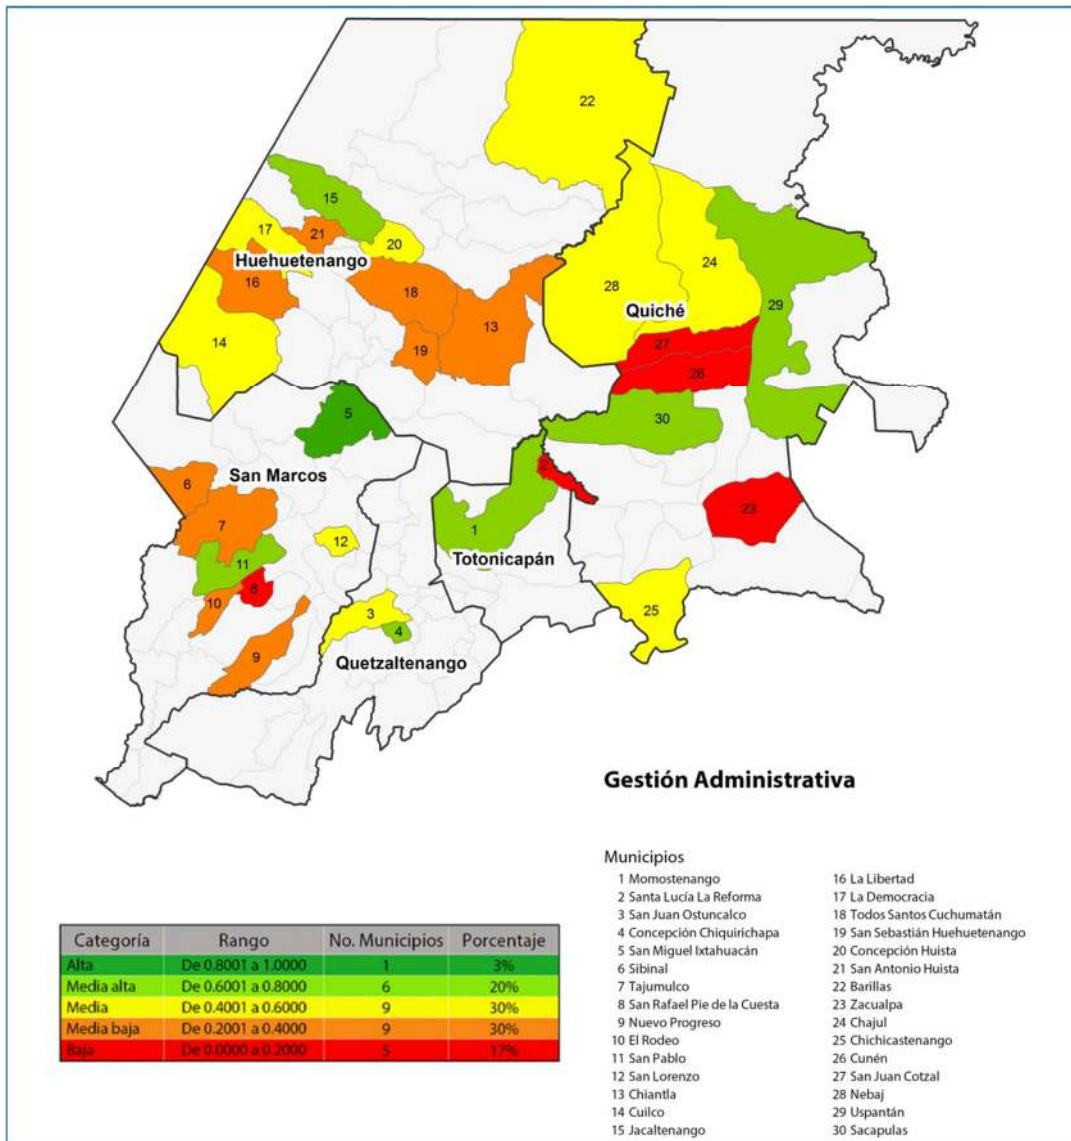 22
15
17
21
20
24
Huehuetenango
28
16
18
29
Quiché
13
14
27
19
26
5
30
San Marcos
2
6
23
7
1
12
Totonicapán
11
8
10
3
25
4
9
Quetzaltenango
Gestión Administrativa
Municipios
1 Momostenango
2 Santa Lucía La Reforma
3 San Juan Ostuncalco
4 Concepción Chiquirichapa
5 San Miguel Ixtahuacán
6 Sibinal
7 Tajumulco
8 San Rafael Pie de la Cuesta
9 Nuevo Progreso
10 El Rodeo
11 San Pablo
12 San Lorenzo
13 Chiantla
14 Cuilco
15 Jacaltenango
16 La Libertad
17 La Democracia
18 Todos Santos Cuchumatán
19 San Sebastián Huehuetenango
20 Concepción Huista
21 San Antonio Huista
22 Barillas
23 Zacualpa
24 Chajul
25 Chichicastenango
26 Cunén
27 San Juan Cotzal
28 Nebaj
29 Uspantán
30 Sacapulas
Categoría Rango No. Municipios Porcentaje
Alta De 0.8001 a 1.0000 1 3%
Media alta De 0.6001 a 0.8000 6 20%
Media De 0.4001 a 0.6000 9 30%
Media baja De 0.2001 a 0.4000 9 30%
Baja De 0.0000 a 0.2000 5 17%